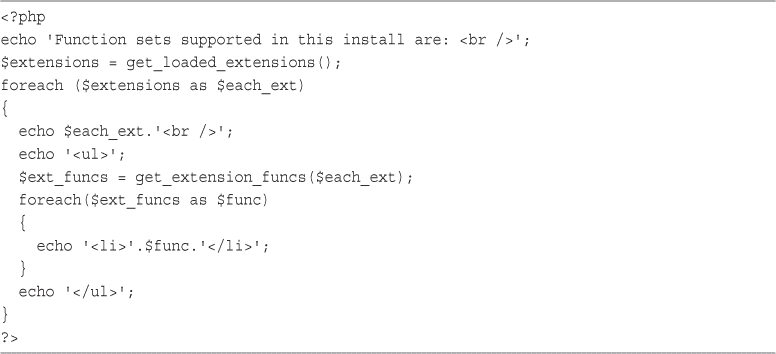 <?php
echo 'Function sets supported in this install are: <br />';
$extensions = get_loaded_extensions();
foreach ($extensions as $each_ext)
{
  echo $each_ext.'<br />';
  echo '<ul>';
  $ext_funcs = get_extension_funcs($each_ext);
  foreach($ext_funcs as $func)
  {
    echo '<li>'.$func.'</li>';
  }
  echo '</ul>';
}
?>